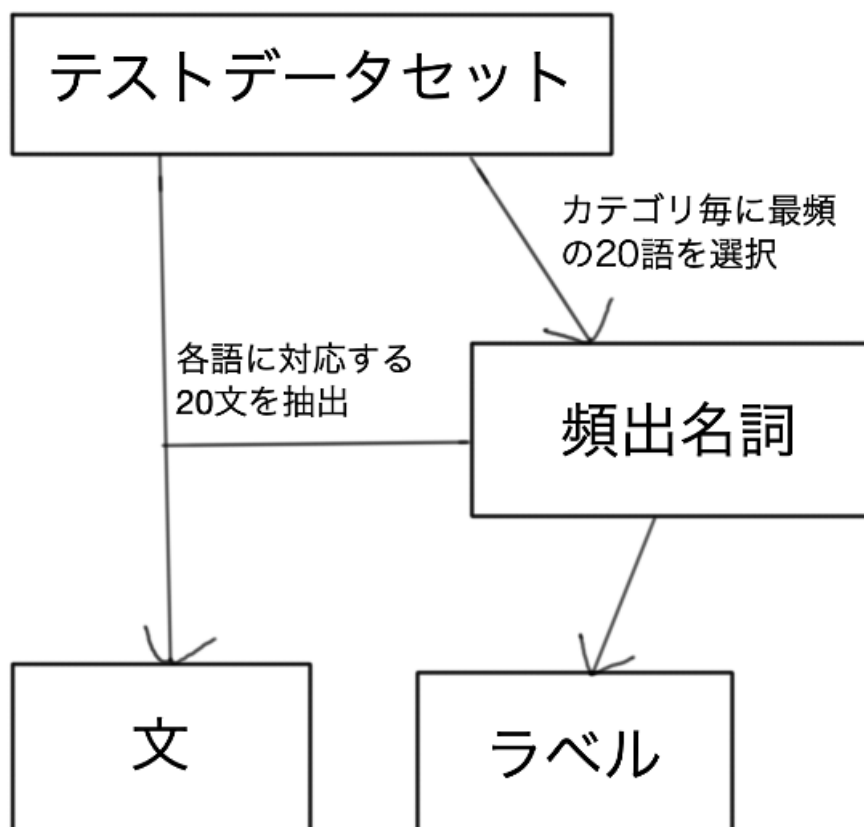 テストデータセット
カテゴリ毎に最頻
の20語を選択
各語に対応する
20文を抽出
頻出名詞
文
ラベル